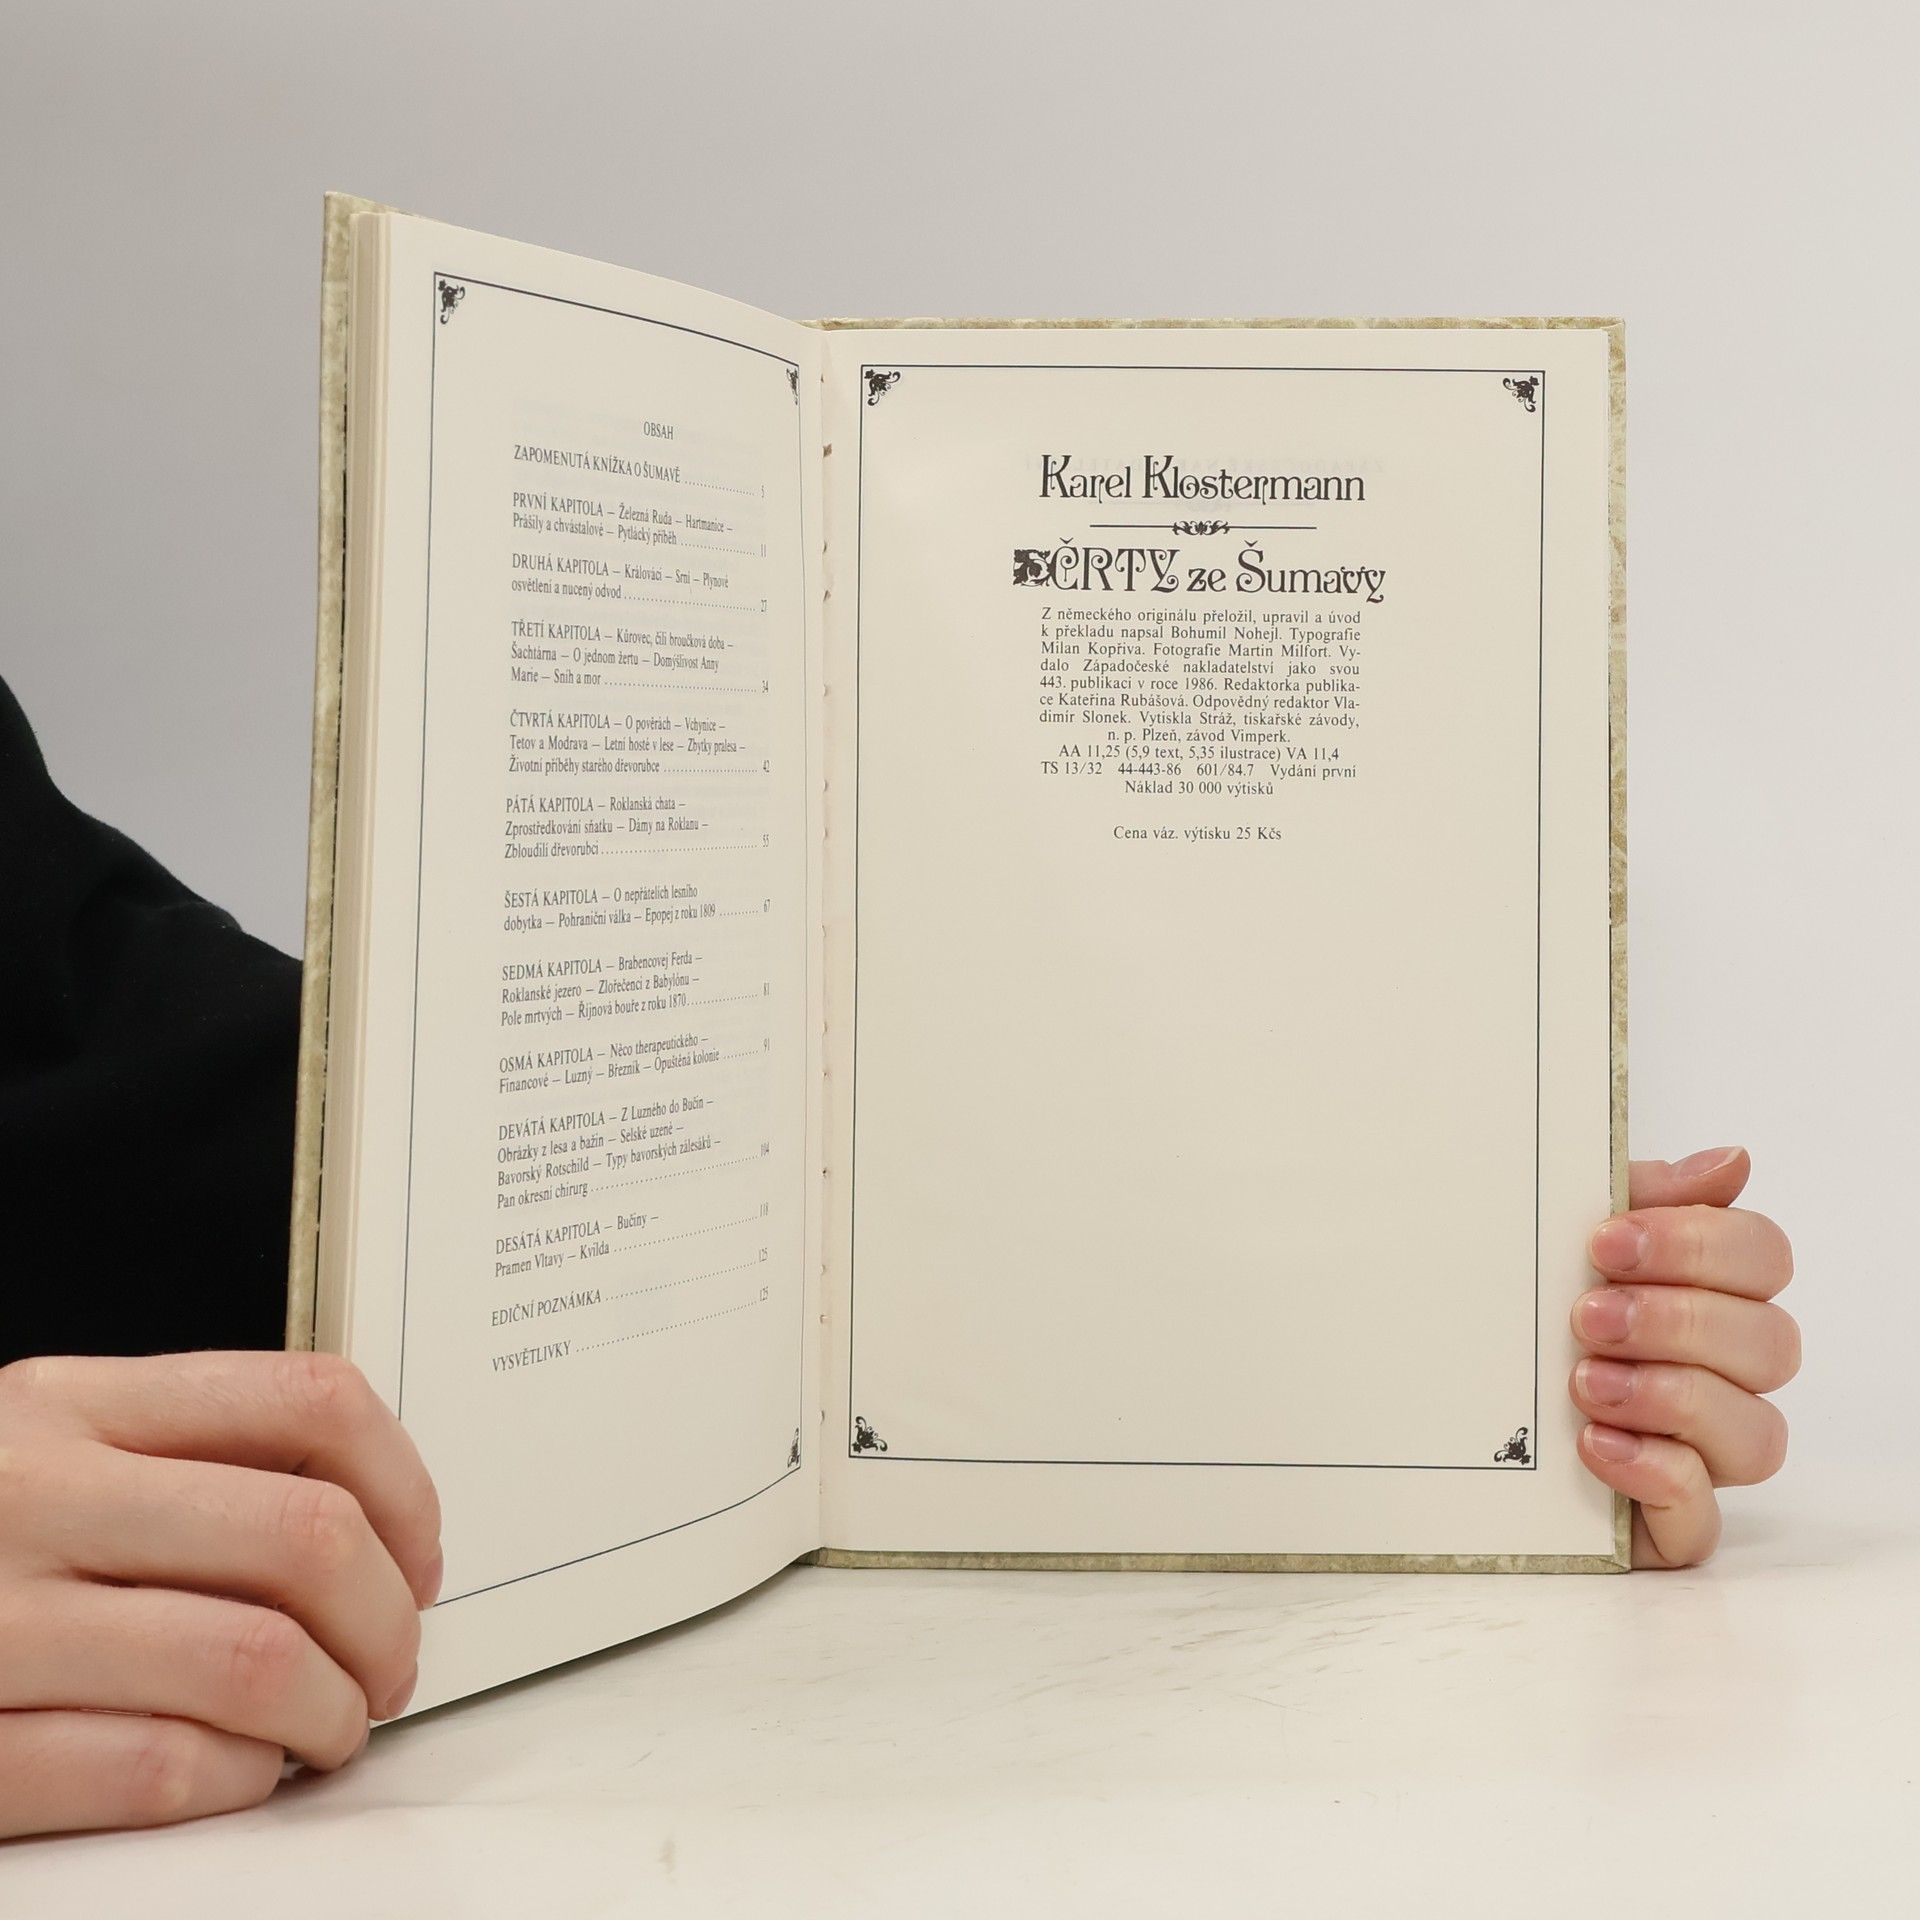 OBSAH
ZAPOMENUTÁ KNÍŽKA O ŠUMAVĚ .................... 5
PRVNÍ KAPITOLA – Železná Ruda – Hartmanice –
Prášily a chvástalové – Pytlácký příběh .................... 11
DRUHÁ KAPITOLA – Králováci – Srní – Plynové
osvětlení a nucený odvod .................... 27
TŘETÍ KAPITOLA – Kůrovec, čili broučková doba –
Šachtárna – O jednom žertu – Domýšlivost Anny
Marie – Sníh a mor .................... 34
ČTVRTÁ KAPITOLA – O pověrách – Vchynice –
Tetov a Modrava – Letní hosté v lese – Zbytky pralesa –
Životní příběhy starého dřevorubce .................... 42
PÁTÁ KAPITOLA – Roklanská chata –
Zprostředkování sňatku – Dámy na Roklanu –
Zbloudilí dřevorubci .................... 55
ŠESTÁ KAPITOLA – O nepřátelích lesního
dobytka – Pohraniční válka – Epopej z roku 1809 .......... 67
SEDMÁ KAPITOLA – Brabencovej Ferda –
Roklanské jezero – Zlořečenci z Babylónu –
Pole mrtvých – Říjnová bouře z roku 1870 .................... 81
OSMÁ KAPITOLA – Něco therapeutického –
Financové – Luzný – Březník – Opuštěná kolonie .......... 91
DEVÁTÁ KAPITOLA – Z Luzného do Bučin –
Obrázky z lesa a bažin – Selské uzené –
Bavorský Rotschild – Typy bavorských zálesáků –
Pan okresní chirurg .................... 104
DESÁTÁ KAPITOLA – Bučiny –
Pramen Vltavy – Kvilda .................... 118
EDIČNÍ POZNÁMKA .................... 125
VYSVĚTLIVKY .................... 125
Karel Klostermann
ČRTY ze Šumavy
Z německého originálu přeložil, upravil a úvod
k překladu napsal Bohumil Nohejl. Typografie
Milan Kopřiva. Fotografie Martin Milfort. Vy-
dalo Západočeské nakladatelství jako svou
443. publikaci v roce 1986. Redaktorka publika-
ce Kateřina Rubášová. Odpovědný redaktor Vla-
dimír Slonek. Vytiskla Stráž, tiskařské závody,
n. p. Plzeň, závod Vimperk.
AA 11,25 (5,9 text, 5,35 ilustrace) VA 11,4
TS 13/32 44-443-86 601/84.7 Vydání první
Náklad 30 000 výtisků
Cena váz. výtisku 25 Kčs